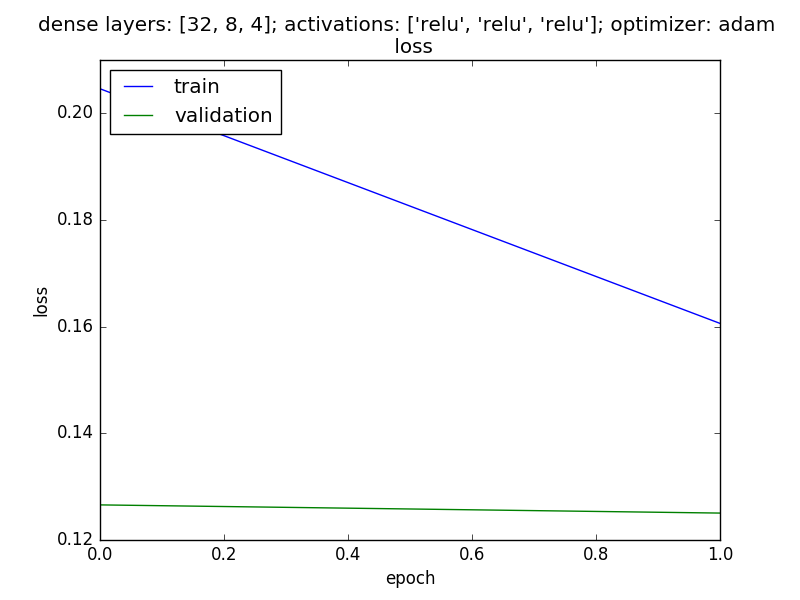 dense layers: [32, 8, 4]; activations: ['relu', 'relu', 'relu']; optimizer: adam
loss
train
validation
0.20
0.18
0.16
0.14
0.12
loss
0.0 0.2 0.4 0.6 0.8 1.0
epoch